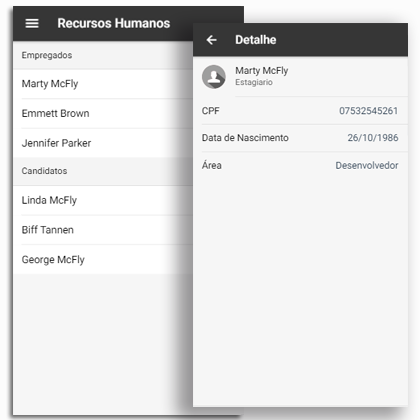 Recursos Humanos
Empregados
Marty McFly
Emmett Brown
Jennifer Parker
Candidatos
Linda McFly
Biff Tannen
George McFly
Detalhe
Marty McFly
Estagiario
CPF 07532545261
Data de Nascimento 26/10/1986
Área Desenvolvedor